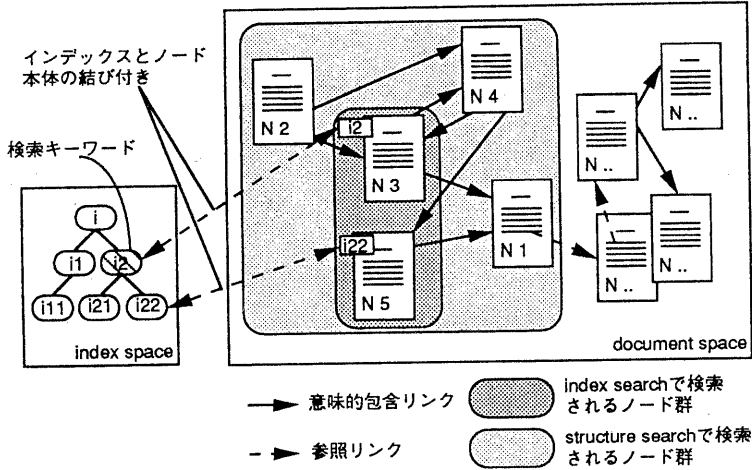 インデックスとノード
本体の結び付き
検索キーワード
i
i1
i2
i11
i21
i22
index space
N 2
N 4
i2
N 3
i22
N 5
N 1
N ..
N ..
N ..
N ..
document space
意味的包含リンク
参照リンク
index searchで検索
されるノード群
structure searchで検索
されるノード群